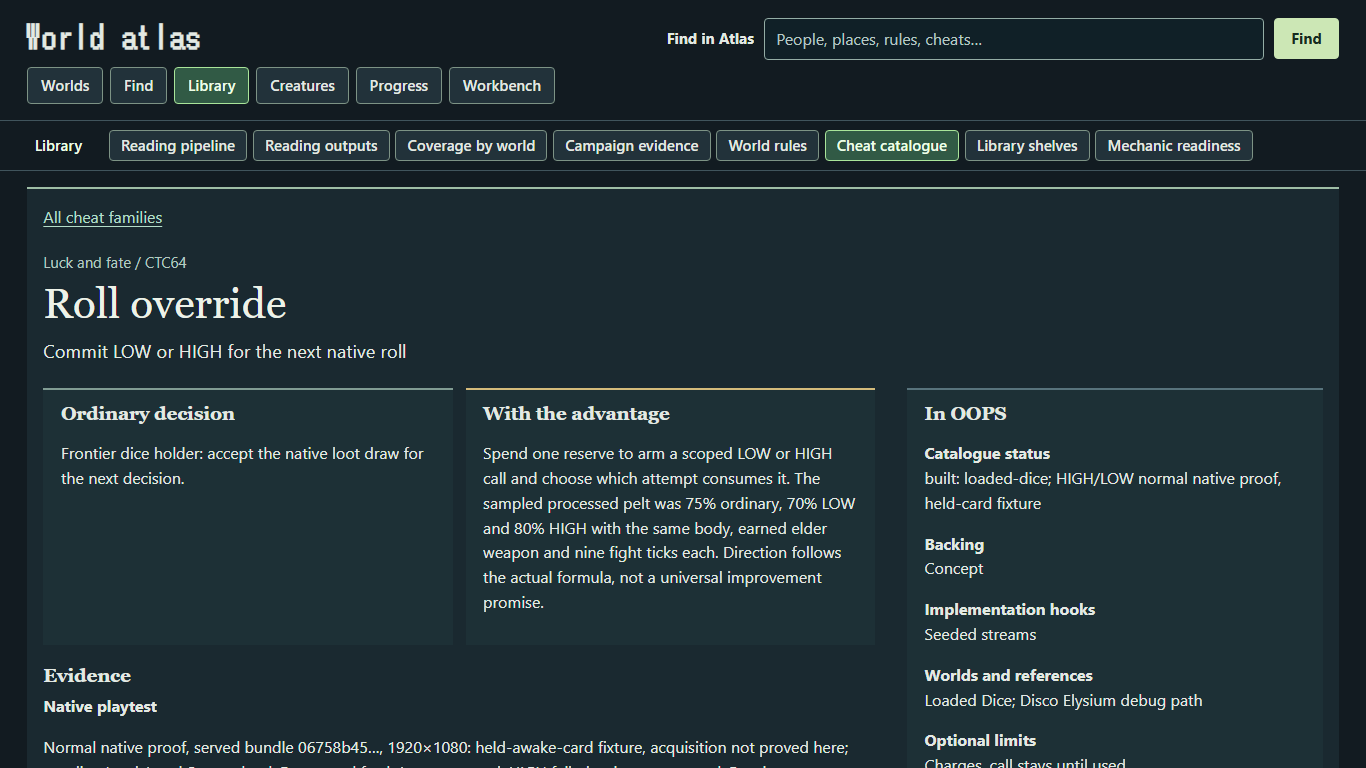 World atlas
Find in Atlas
People, places, rules, cheats...
Find
Worlds
Find
Library
Creatures
Progress
Workbench
Library
Reading pipeline
Reading outputs
Coverage by world
Campaign evidence
World rules
Cheat catalogue
Library shelves
Mechanic readiness
All cheat families
Luck and fate / CTC64
Roll override
Commit LOW or HIGH for the next native roll
Ordinary decision
Frontier dice holder: accept the native loot draw for
the next decision.
With the advantage
Spend one reserve to arm a scoped LOW or HIGH
call and choose which attempt consumes it. The
sampled processed pelt was 75% ordinary, 70% LOW
and 80% HIGH with the same body, earned elder
weapon and nine fight ticks each. Direction follows
the actual formula, not a universal improvement
promise.
Evidence
Native playtest
Normal native proof, served bundle 06758b45..., 1920×1080: held-awake-card fixture, acquisition not proved here;
In OOPS
Catalogue status
built: loaded-dice; HIGH/LOW normal native proof,
held-card fixture
Backing
Concept
Implementation hooks
Seeded streams
Worlds and references
Loaded Dice; Disco Elysium debug path
Optional limits
Charges, call stays until used